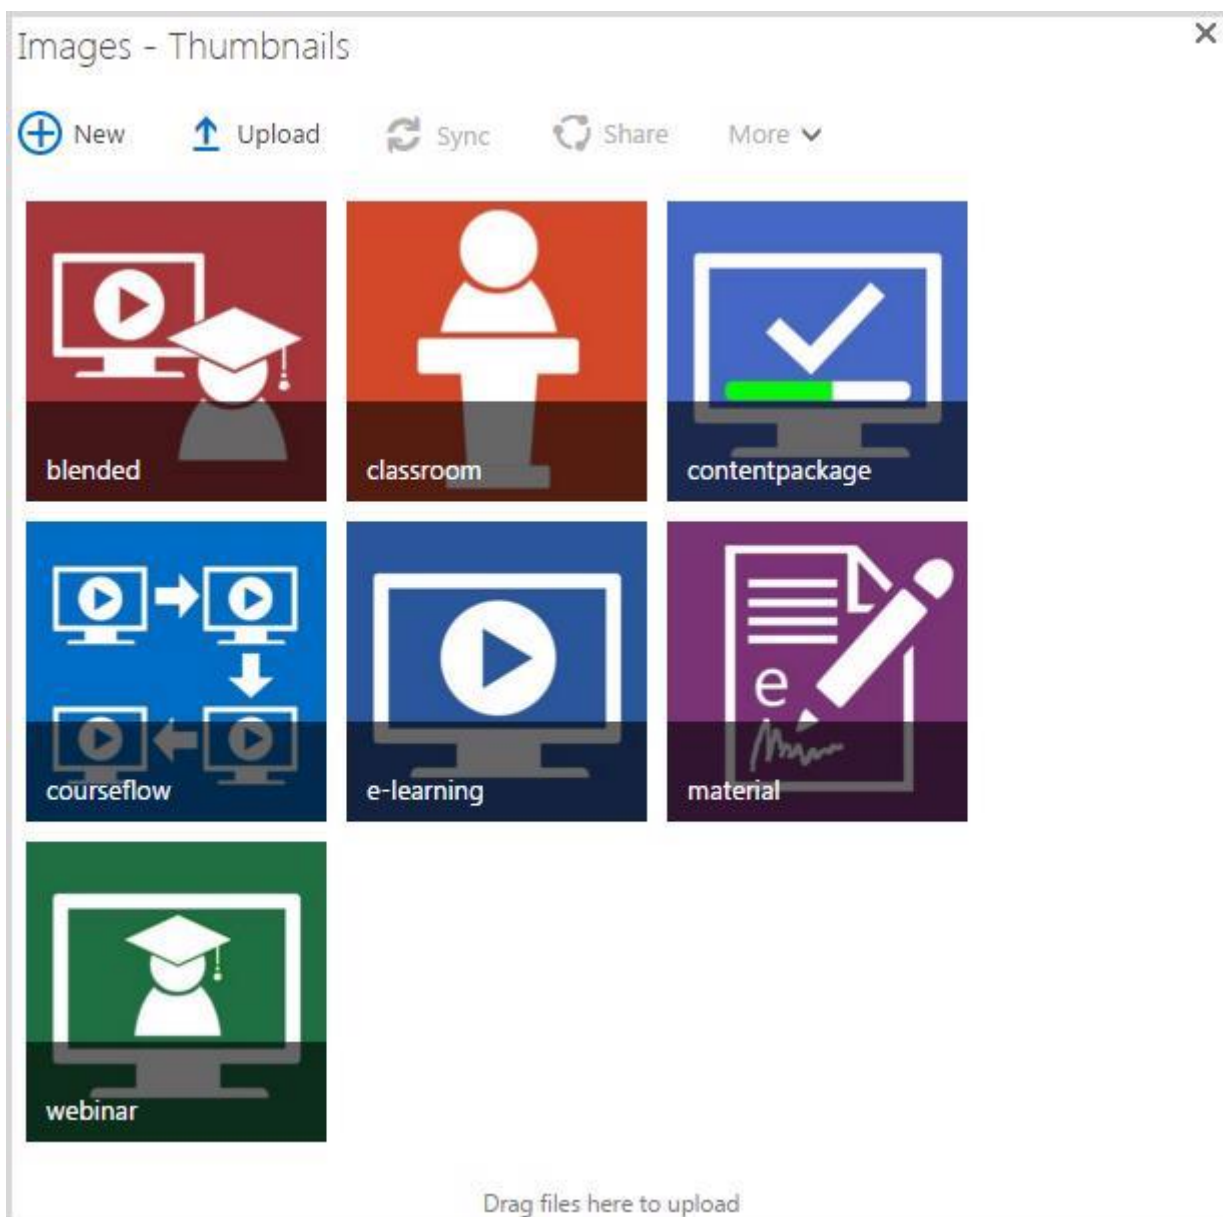 Images - Thumbnails
New Upload Sync Share More
blended classroom contentpackage
e
courseflow e-learning material
webinar
Drag files here to upload